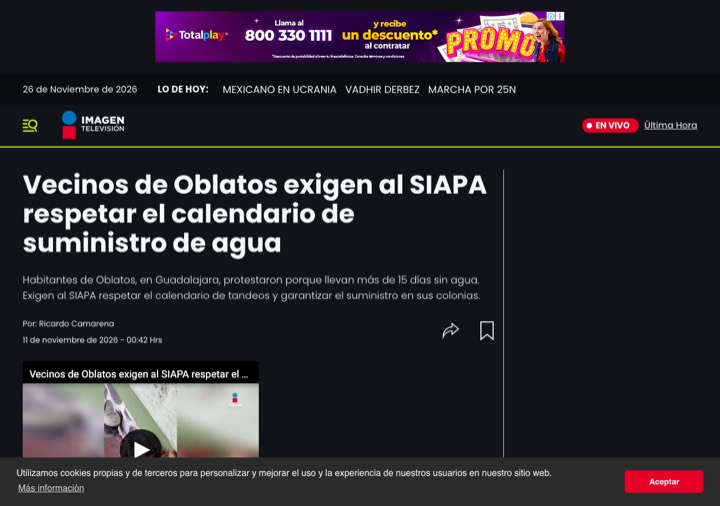 Totalplay
Llama al
800 330 1111
y recibe
un descuento*
al contratar
PROMO
26 de Noviembre de 2026
LO DE HOY:
MEXICANO EN UCRANIA
VADHIR DERBEZ
MARCHA POR 25N
IMAGEN
TELEVISIÓN
EN VIVO
Última Hora
Vecinos de Oblatos exigen al SIAPA
respetar el calendario de
suministro de agua
Habitantes de Oblatos, en Guadalajara, protestaron porque llevan más de 15 días sin agua.
Exigen al SIAPA respetar el calendario de tandeos y garantizar el suministro en sus colonias.
Por: Ricardo Camarena
11 de noviembre de 2026 - 00:42 Hrs
Vecinos de Oblatos exigen al SIAPA respetar el ...
Utilizamos cookies propias y de terceros para personalizar y mejorar el uso y la experiencia de nuestros usuarios en nuestro sitio web.
Más información
Aceptar